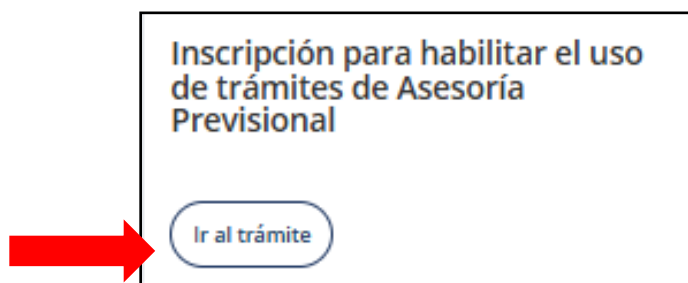 Inscripción para habilitar el uso
de trámites de Asesoría
Previsional
Ir al trámite